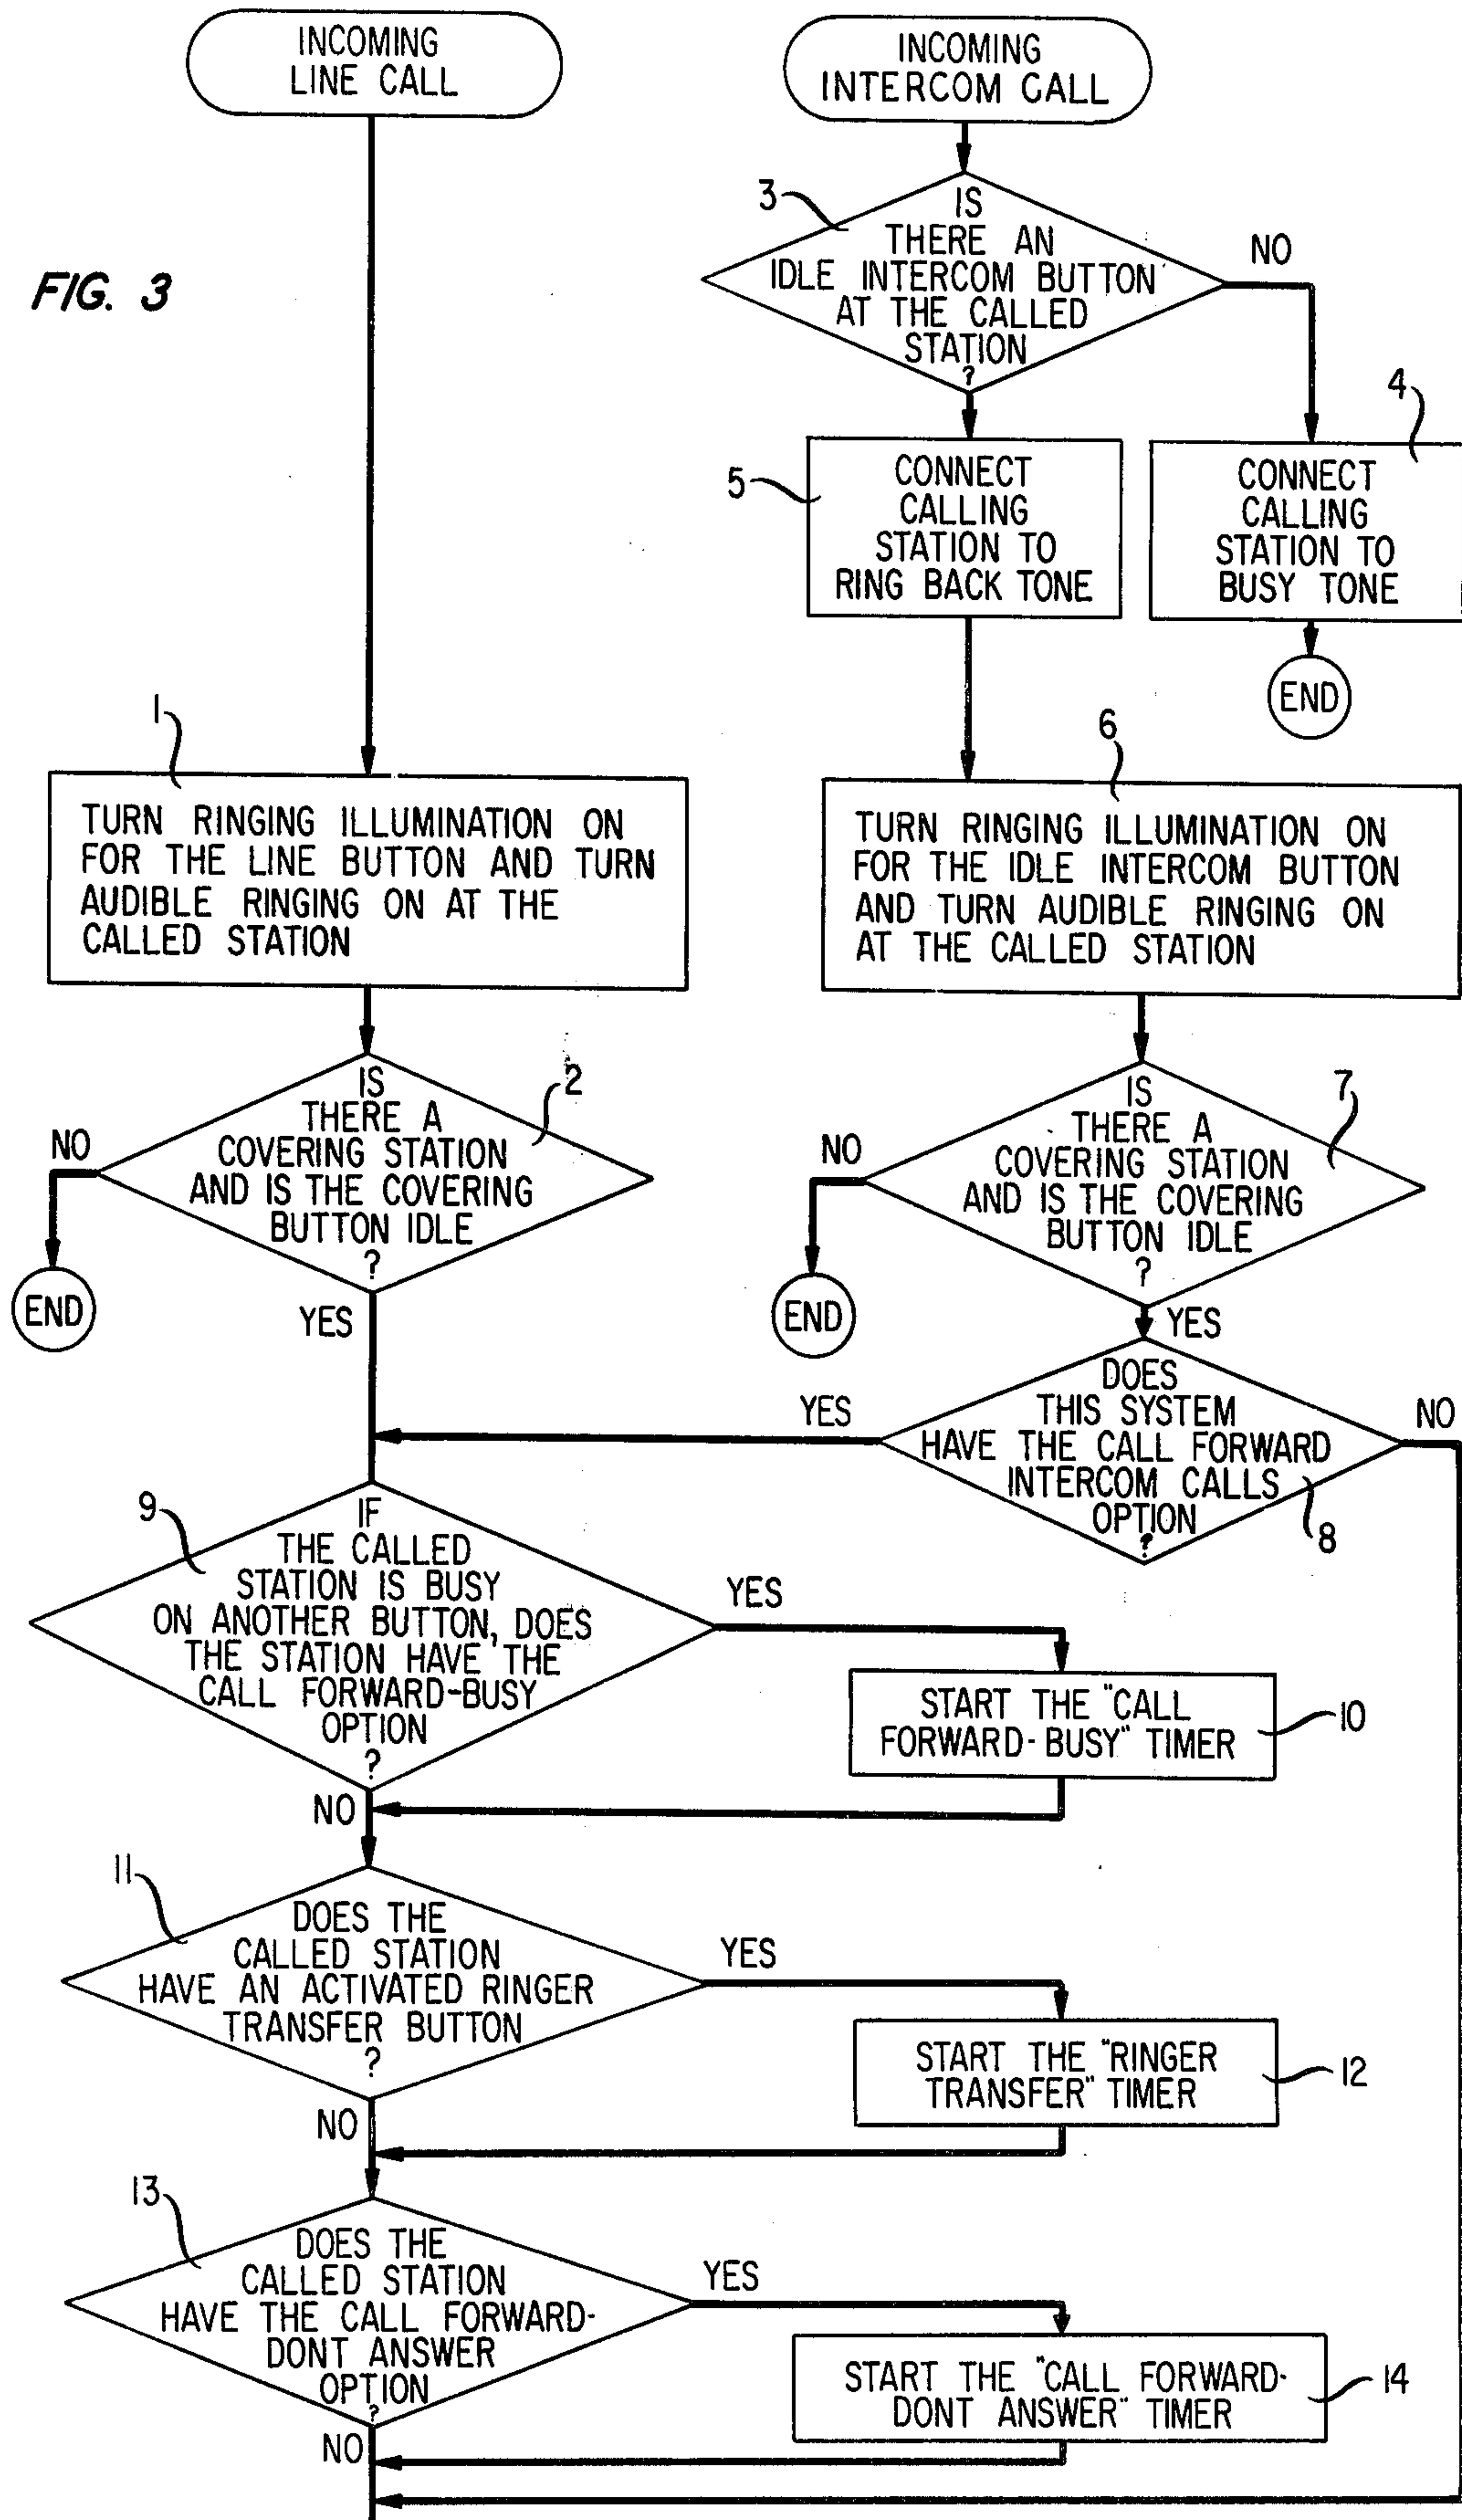 INCOMING
LINE CALL
INCOMING
INTERCOM CALL
FIG. 3
3
IS
THERE AN
IDLE INTERCOM BUTTON
AT THE CALLED
STATION
?
NO
4
5
CONNECT
CALLING
STATION TO
RING BACK TONE
CONNECT
CALLING
STATION TO
BUSY TONE
END
1
TURN RINGING ILLUMINATION ON
FOR THE LINE BUTTON AND TURN
AUDIBLE RINGING ON AT THE
CALLED STATION
6
TURN RINGING ILLUMINATION ON
FOR THE IDLE INTERCOM BUTTON
AND TURN AUDIBLE RINGING ON
AT THE CALLED STATION
2
IS
THERE A
COVERING STATION
AND IS THE COVERING
BUTTON IDLE
?
NO
END
YES
7
IS
THERE A
COVERING STATION
AND IS THE COVERING
BUTTON IDLE
?
NO
END
YES
DOES
THIS SYSTEM
HAVE THE CALL FORWARD
INTERCOM CALLS
OPTION
?
YES
NO
8
9
IF
THE CALLED
STATION IS BUSY
ON ANOTHER BUTTON, DOES
THE STATION HAVE THE
CALL FORWARD-BUSY
OPTION
?
YES
START THE "CALL
FORWARD-BUSY" TIMER
10
NO
11
DOES THE
CALLED STATION
HAVE AN ACTIVATED RINGER
TRANSFER BUTTON
?
YES
START THE "RINGER
TRANSFER" TIMER
12
NO
13
DOES THE
CALLED STATION
HAVE THE CALL FORWARD-
DONT ANSWER
OPTION
?
YES
START THE "CALL FORWARD-
DONT ANSWER" TIMER
14
NO